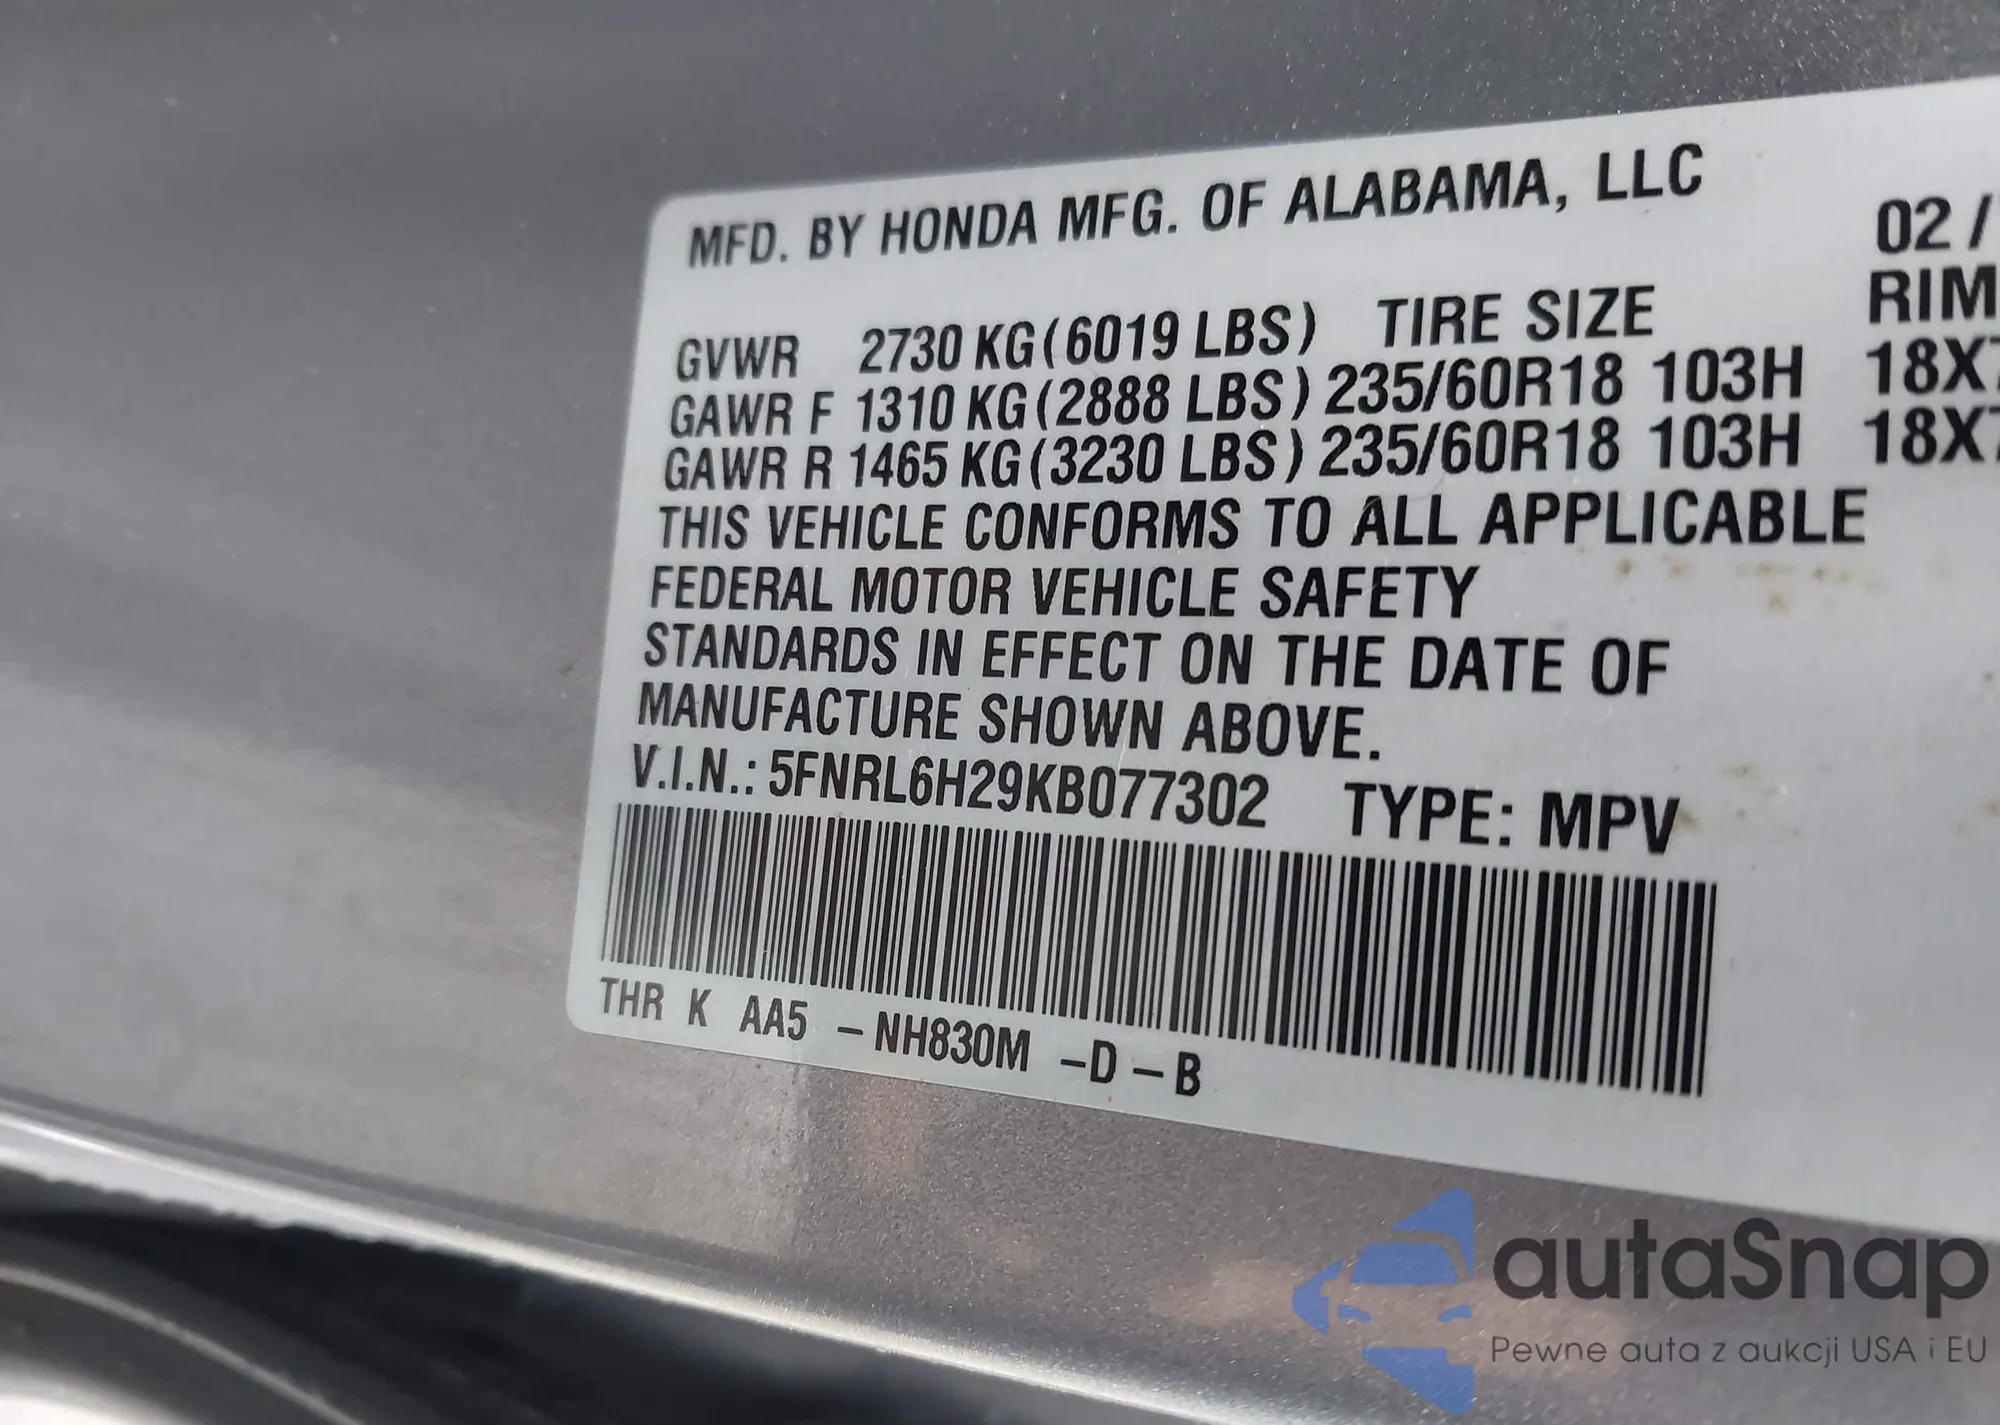 MFD. BY HONDA MFG. OF ALABAMA, LLC 02/
GVWR 2730 KG (6019 LBS) TIRE SIZE RIM
GAWR F 1310 KG (2888 LBS) 235/60R18 103H 18X7
GAWR R 1465 KG (3230 LBS) 235/60R18 103H 18X7
THIS VEHICLE CONFORMS TO ALL APPLICABLE
FEDERAL MOTOR VEHICLE SAFETY
STANDARDS IN EFFECT ON THE DATE OF
MANUFACTURE SHOWN ABOVE.
V.I.N.: 5FNRL6H29KB077302 TYPE: MPV
THR K AA5 -NH830M -D-B
autaSnap
Pewne auta z aukcji USA i EU